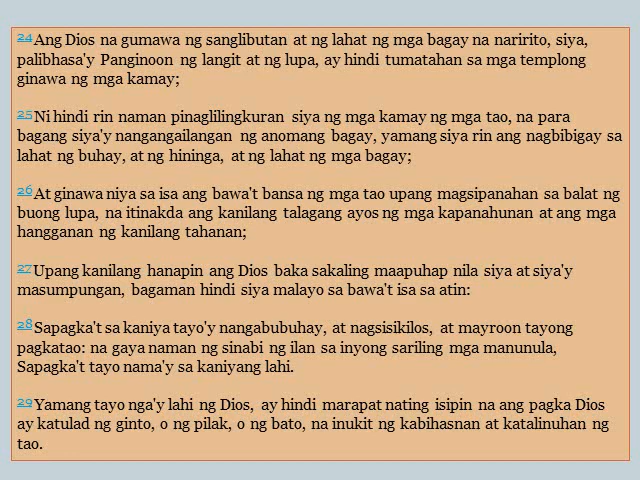 24Ang Dios na gumawa ng sanglibutan at ng lahat ng mga bagay na naririto, siya,
palibhasa'y Panginoon ng langit at ng lupa, ay hindi tumatahan sa mga templong
ginawa ng mga kamay;
25Ni hindi rin naman pinaglilingkuran siya ng mga kamay ng mga tao, na para
bagang siya'y nangangailangan ng anomang bagay, yamang siya rin ang nagbibigay sa
lahat ng buhay, at ng hininga, at ng lahat ng mga bagay;
26At ginawa niya sa isa ang bawa't bansa ng mga tao upang magsipanahan sa balat ng
buong lupa, na itinakda ang kanilang talagang ayos ng mga kapanahunan at ang mga
hangganan ng kanilang tahanan;
27Upang kanilang hanapin ang Dios baka sakaling maapuhap nila siya at siya'y
masumpungan, bagaman hindi siya malayo sa bawa't isa sa atin:
28Sapagka't sa kaniya tayo'y nangabubuhay, at nagsisikilos, at mayroon tayong
pagkatao: na gaya naman ng sinabi ng ilan sa inyong sariling mga manunula,
Sapagka't tayo nama'y sa kaniyang lahi.
29Yamang tayo nga'y lahi ng Dios, ay hindi marapat nating isipin na ang pagka Dios
ay katulad ng ginto, o ng pilak, o ng bato, na inukit ng kabihasnan at katalinuhan ng
tao.